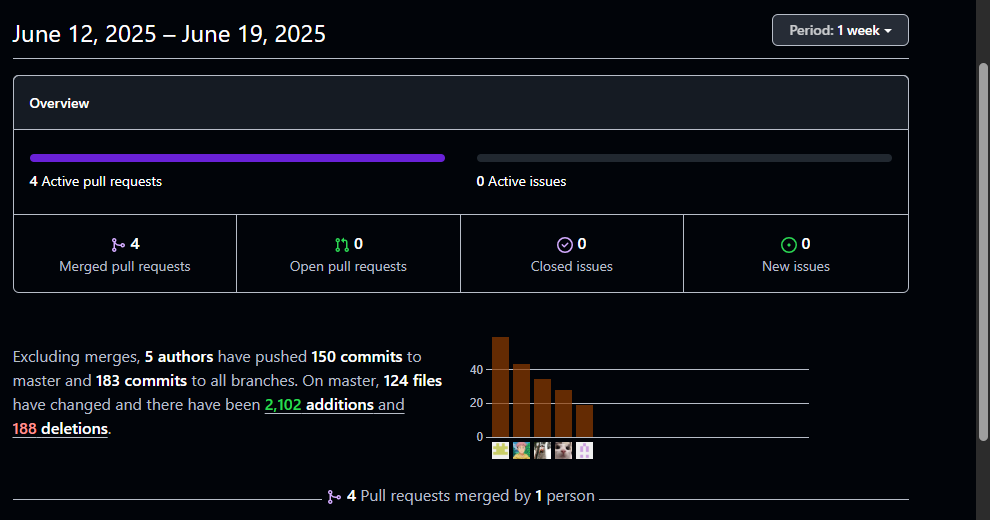 June 12, 2025 – June 19, 2025
Period: 1 week
Overview
4 Active pull requests
0 Active issues
4
Merged pull requests
0
Open pull requests
0
Closed issues
0
New issues
Excluding merges, 5 authors have pushed 150 commits to
master and 183 commits to all branches. On master, 124 files
have changed and there have been 2,102 additions and
188 deletions.
40
20
0
4 Pull requests merged by 1 person